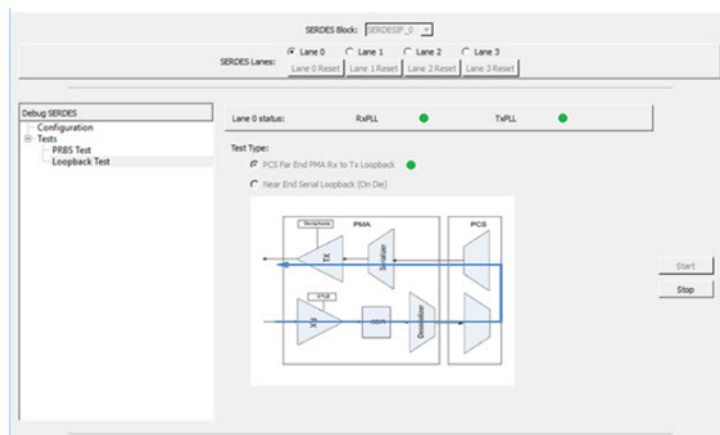 SERDES Block: SERDESIF_0
Lane 0 Lane 1 Lane 2 Lane 3
SERDES Lanes:
Lane 0 Reset Lane 1 Reset Lane 2 Reset Lane 3 Reset
Debug SERDES
Configuration
Tests
PRBS Test
Loopback Test
Lane 0 status: RxPLL TxPLL
Test Type:
PCS Far End PMA Rx to Tx Loopback
Near End Serial Loopback (On Die)
PMA PCS
TX
Serializer
RX
Deserializer
Start
Stop